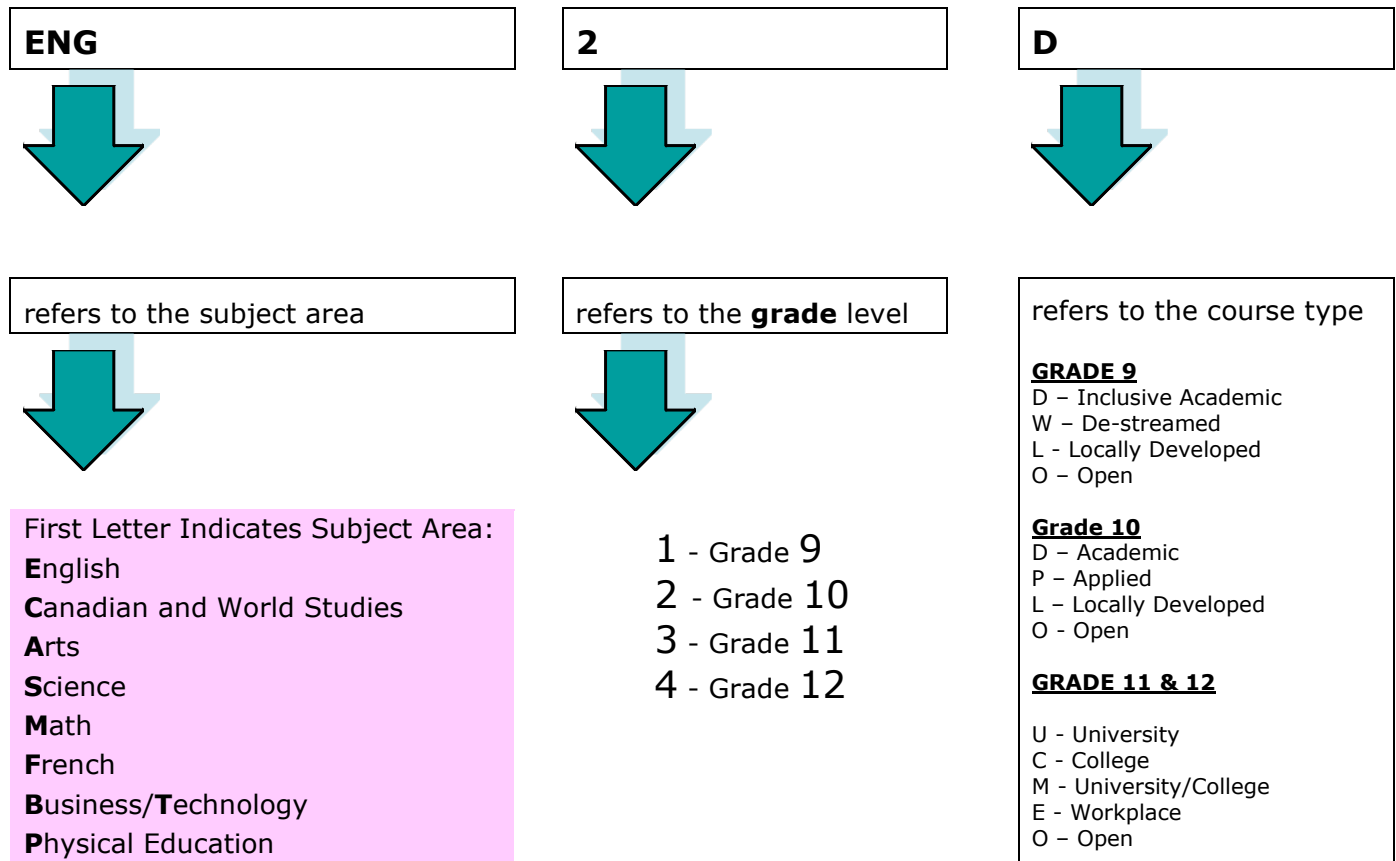 ENG
2
D
refers to the subject area
refers to the grade level
refers to the course type
First Letter Indicates Subject Area:
English
Canadian and World Studies
Arts
Science
Math
French
Business/Technology
Physical Education
1 - Grade 9
2 - Grade 10
3 - Grade 11
4 - Grade 12
GRADE 9
D – Inclusive Academic
W – De-streamed
L - Locally Developed
O – Open
Grade 10
D – Academic
P – Applied
L – Locally Developed
O - Open
GRADE 11 & 12
U - University
C - College
M - University/College
E - Workplace
O – Open